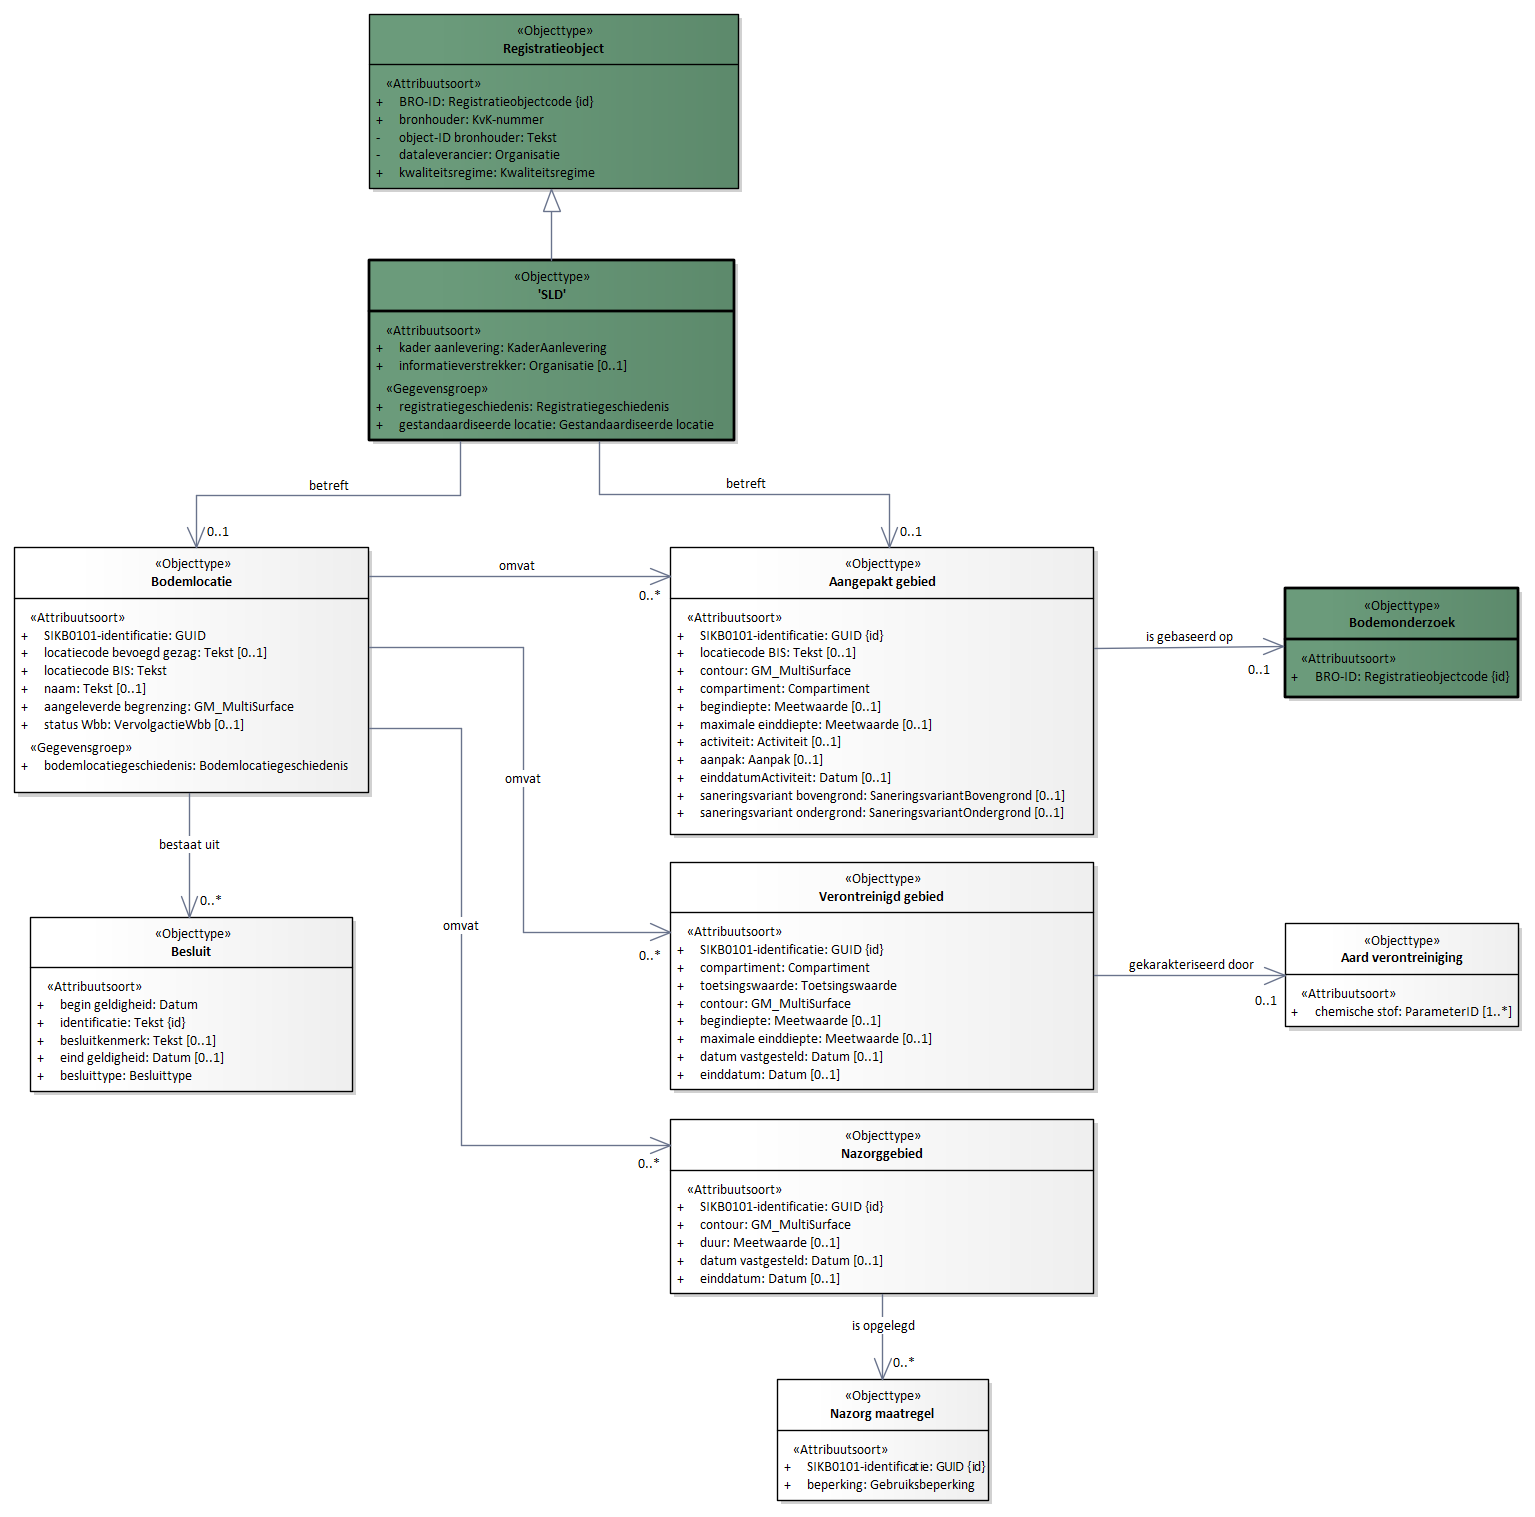 «Objecttype»
Registratieobject
«Attribuutsoort»
+ BRO-ID: Registratieobjectcode {id}
+ bronhouder: KvK-nummer
- object-ID bronhouder: Tekst
- dataleverancier: Organisatie
+ kwaliteitsregime: Kwaliteitsregime
«Objecttype»
'SLD'
«Attribuutsoort»
+ kader aanlevering: KaderAanlevering
+ informatieverstrekker: Organisatie [0..1]
«Gegevensgroep»
+ registratiegeschiedenis: Registratiegeschiedenis
+ gestandaardiseerde locatie: Gestandaardiseerde locatie
betreft
0..1
betreft
0..1
«Objecttype»
Bodemlocatie
«Attribuutsoort»
+ SIKB0101-identificatie: GUID
+ locatiecode bevoegd gezag: Tekst [0..1]
+ locatiecode BIS: Tekst
+ naam: Tekst [0..1]
+ aangeleverde begrenzing: GM_MultiSurface
+ status Wbb: VervolgactieWbb [0..1]
«Gegevensgroep»
+ bodemlocatiegeschiedenis: Bodemlocatiegeschiedenis
omvat
0..*
«Objecttype»
Aangepakt gebied
«Attribuutsoort»
+ SIKB0101-identificatie: GUID {id}
+ locatiecode BIS: Tekst [0..1]
+ contour: GM_MultiSurface
+ compartiment: Compartiment
+ begindiepte: Meetwaarde [0..1]
+ maximale einddiepte: Meetwaarde [0..1]
+ activiteit: Activiteit [0..1]
+ aanpak: Aanpak [0..1]
+ einddatumActiviteit: Datum [0..1]
+ saneringsvariant bovengrond: SaneringsvariantBovengrond [0..1]
+ saneringsvariant ondergrond: SaneringsvariantOndergrond [0..1]
is gebaseerd op
0..1
«Objecttype»
Bodemonderzoek
«Attribuutsoort»
+ BRO-ID: Registratieobjectcode {id}
omvat
0..*
omvat
0..*
bestaat uit
0..*
«Objecttype»
Besluit
«Attribuutsoort»
+ begin geldigheid: Datum
+ identificatie: Tekst {id}
+ besluitkenmerk: Tekst [0..1]
+ eind geldigheid: Datum [0..1]
+ besluittype: Besluittype
«Objecttype»
Verontreinigd gebied
«Attribuutsoort»
+ SIKB0101-identificatie: GUID {id}
+ compartiment: Compartiment
+ toetsingswaarde: Toetsingswaarde
+ contour: GM_MultiSurface
+ begindiepte: Meetwaarde [0..1]
+ maximale einddiepte: Meetwaarde [0..1]
+ datum vastgesteld: Datum [0..1]
+ einddatum: Datum [0..1]
gekarakteriseerd door
0..1
«Objecttype»
Aard verontreiniging
«Attribuutsoort»
+ chemische stof: ParameterID [1..*]
«Objecttype»
Nazorggebied
«Attribuutsoort»
+ SIKB0101-identificatie: GUID {id}
+ contour: GM_MultiSurface
+ duur: Meetwaarde [0..1]
+ datum vastgesteld: Datum [0..1]
+ einddatum: Datum [0..1]
is opgelegd
0..*
«Objecttype»
Nazorg maatregel
«Attribuutsoort»
+ SIKB0101-identificatie: GUID {id}
+ beperking: Gebruiksbeperking